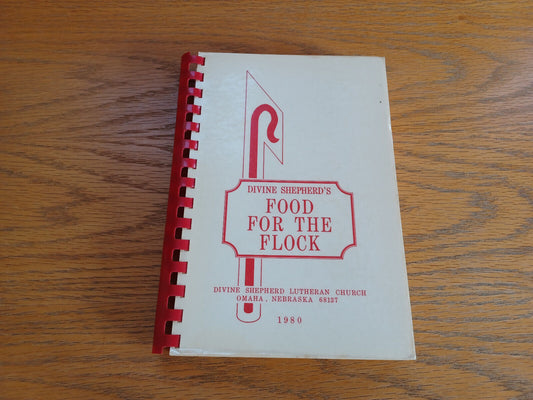 DIVINE SHEPHERD'S
FOOD
FOR THE
FLOCK
DIVINE SHEPHERD LUTHERAN CHURCH
OMAHA, NEBRASKA 68137
1980